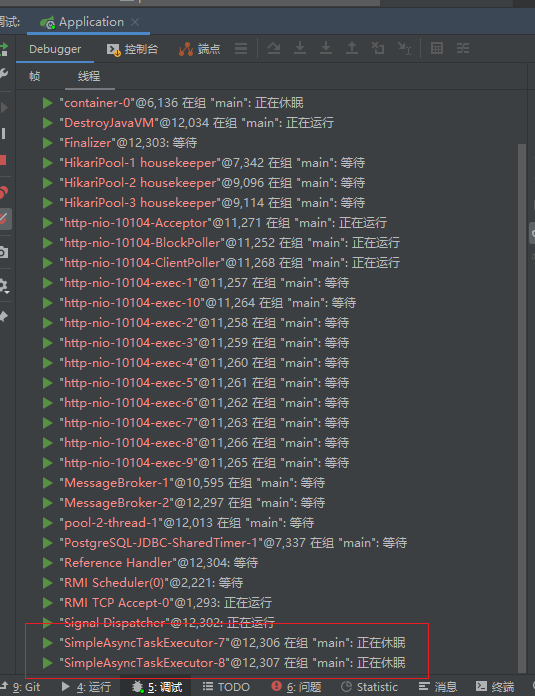 调试:
Application
Debugger 控制台 端点
帧 线程
"container-0"@6,136 在组 "main": 正在休眠
"DestroyJavaVM"@12,034 在组 "main": 正在运行
"Finalizer"@12,303: 等待
"HikariPool-1 housekeeper"@7,342 在组 "main": 等待
"HikariPool-2 housekeeper"@9,096 在组 "main": 等待
"HikariPool-3 housekeeper"@9,114 在组 "main": 等待
"http-nio-10104-Acceptor"@11,271 在组 "main": 正在运行
"http-nio-10104-BlockPoller"@11,252 在组 "main": 正在运行
"http-nio-10104-ClientPoller"@11,268 在组 "main": 正在运行
"http-nio-10104-exec-1"@11,257 在组 "main": 等待
"http-nio-10104-exec-10"@11,264 在组 "main": 等待
"http-nio-10104-exec-2"@11,258 在组 "main": 等待
"http-nio-10104-exec-3"@11,259 在组 "main": 等待
"http-nio-10104-exec-4"@11,260 在组 "main": 等待
"http-nio-10104-exec-5"@11,261 在组 "main": 等待
"http-nio-10104-exec-6"@11,262 在组 "main": 等待
"http-nio-10104-exec-7"@11,263 在组 "main": 等待
"http-nio-10104-exec-8"@11,266 在组 "main": 等待
"http-nio-10104-exec-9"@11,265 在组 "main": 等待
"MessageBroker-1"@10,595 在组 "main": 等待
"MessageBroker-2"@12,297 在组 "main": 等待
"pool-2-thread-1"@12,013 在组 "main": 等待
"PostgreSQL-JDBC-SharedTimer-1"@7,337 在组 "main": 等待
"Reference Handler"@12,304: 等待
"RMI Scheduler(0)"@2,221: 等待
"RMI TCP Accept-0"@1,293: 正在运行
"Signal Dispatcher"@12,302: 正在运行
"SimpleAsyncTaskExecutor-7"@12,306 在组 "main": 正在休眠
"SimpleAsyncTaskExecutor-8"@12,307 在组 "main": 正在休眠
9: Git 4: 运行 5: 调试 TODO 6: 问题 Statistic 消息 终端